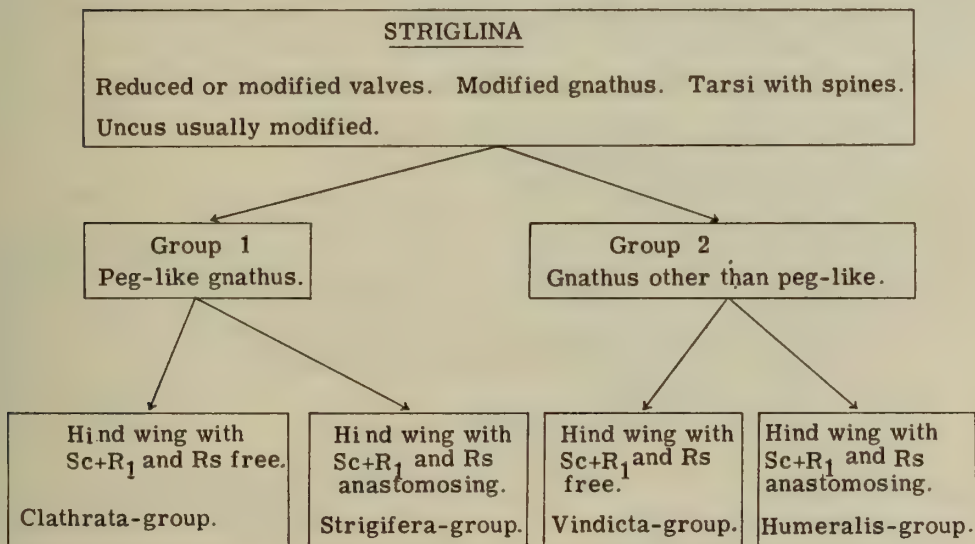 STRIGLINA
Reduced or modified valves. Modified gnathus. Tarsi with spines.
Uncus usually modified.
Group 1
Peg-like gnathus.
Group 2
Gnathus other than peg-like.
Hind wing with
Sc+R1 and Rs free.
Clathrata-group.
Hind wing with
Sc+R1 and Rs
anastomosing.
Strigifera-group.
Hind wing with
Sc+R1 and Rs
free.
Vindicta-group.
Hind wing with
Sc+R1 and Rs
anastomosing.
Humeralis-group.